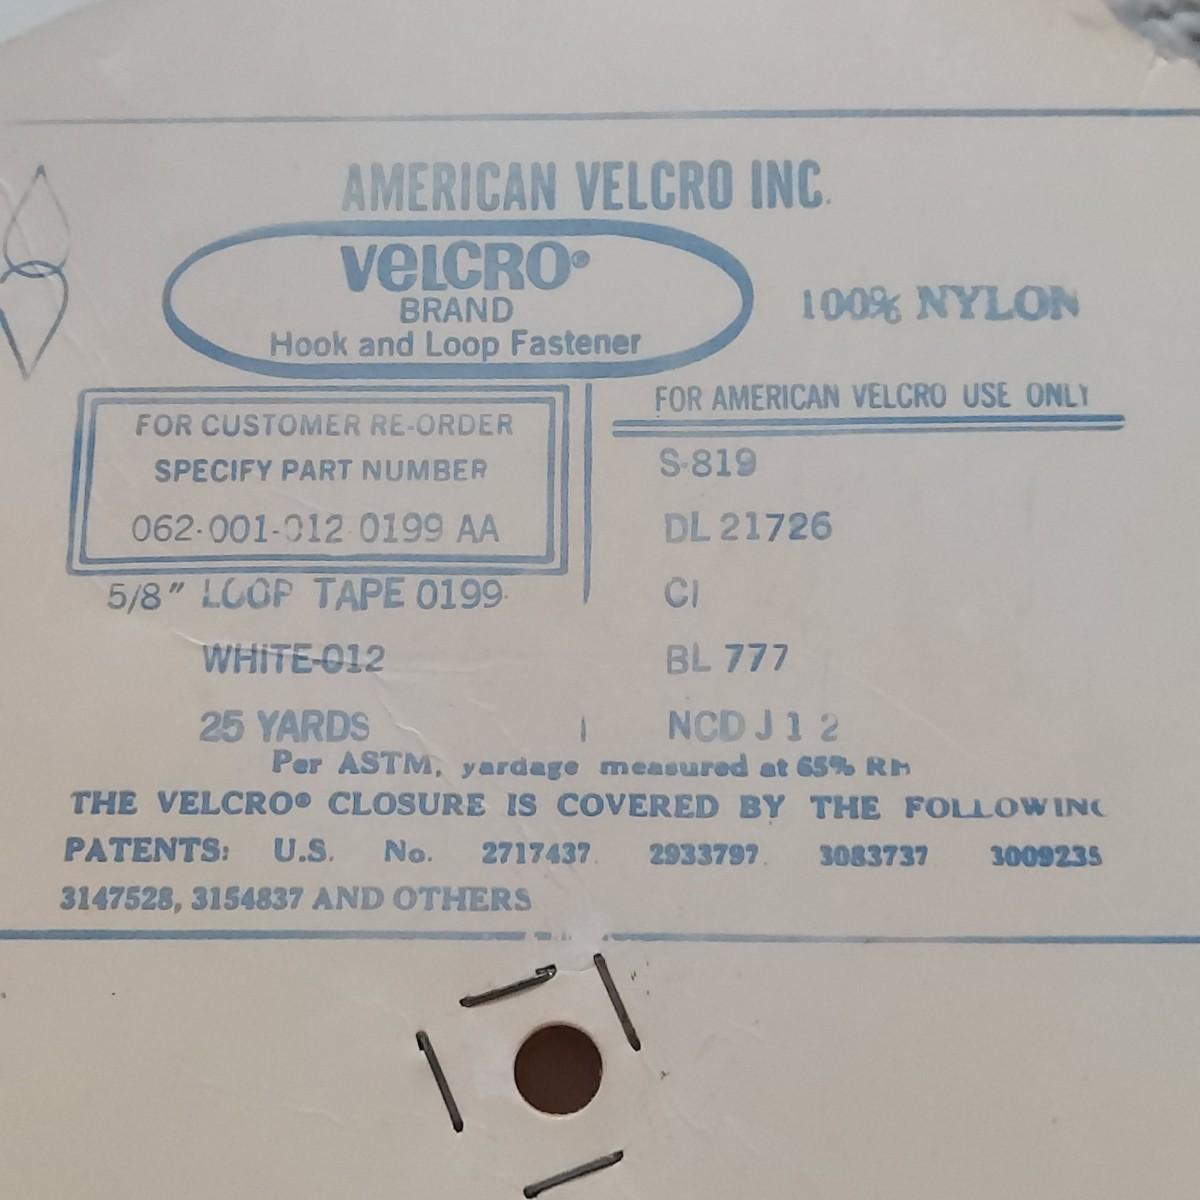 AMERICAN VELCRO INC.
VELCRO®
BRAND
Hook and Loop Fastener
100% NYLON
FOR CUSTOMER RE-ORDER
SPECIFY PART NUMBER
062-001-012 0199 AA
5/8" LOOP TAPE 0199
WHITE-012
25 YARDS
FOR AMERICAN VELCRO USE ONLY
S-819
DL 21726
CI
BL 777
NCD J 1 2
Per ASTM, yardage measured at 65% RH
THE VELCRO® CLOSURE IS COVERED BY THE FOLLOWING
PATENTS: U.S. No. 2717437 2933797 3083737 3009235
3147528, 3154837 AND OTHERS